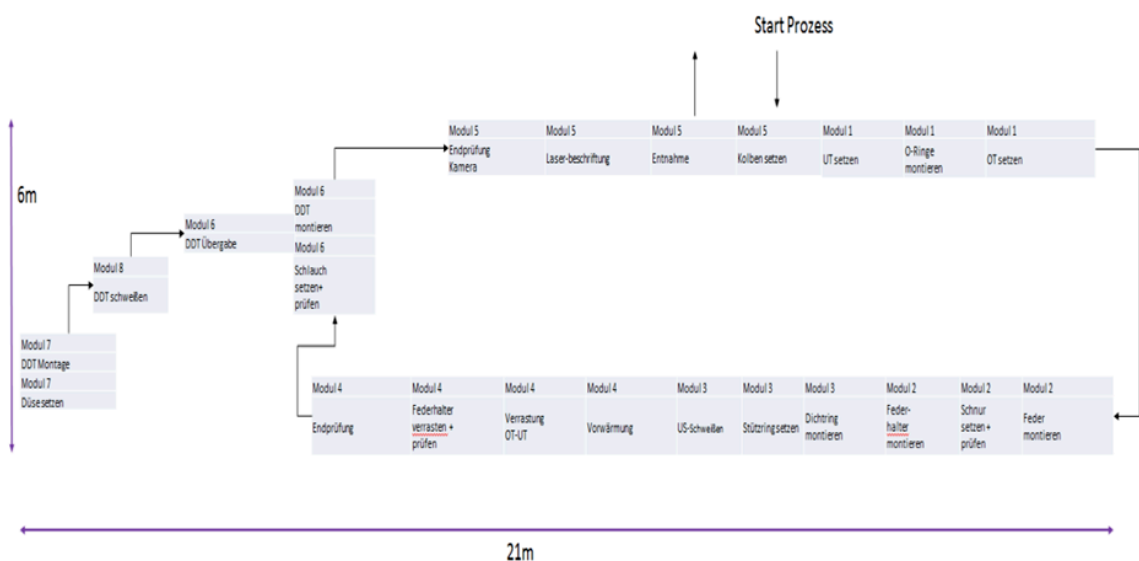 Start Prozess
Modul 5
Endprüfung
Kamera
Modul 5
Laser-beschriftung
Modul 5
Entnahme
Modul 5
Kolben setzen
Modul 1
UT setzen
Modul 1
O-Ringe
montieren
Modul 1
OT setzen
6m
Modul 6
DDT
montieren
Modul 6
Schlauch
setzen+
prüfen
Modul 6
DDT Übergabe
Modul 8
DDT schweißen
Modul 7
DDT Montage
Modul 7
Düse setzen
Modul 4
Endprüfung
Modul 4
Federhalter
verrasten +
prüfen
Modul 4
Verrastung
OT-UT
Modul 4
Vorwärmung
Modul 3
US-Schweißen
Modul 3
Stützring setzen
Modul 3
Dichtring
montieren
Modul 2
Feder-
halter
montieren
Modul 2
Schnur
setzen+
prüfen
Modul 2
Feder
montieren
21m